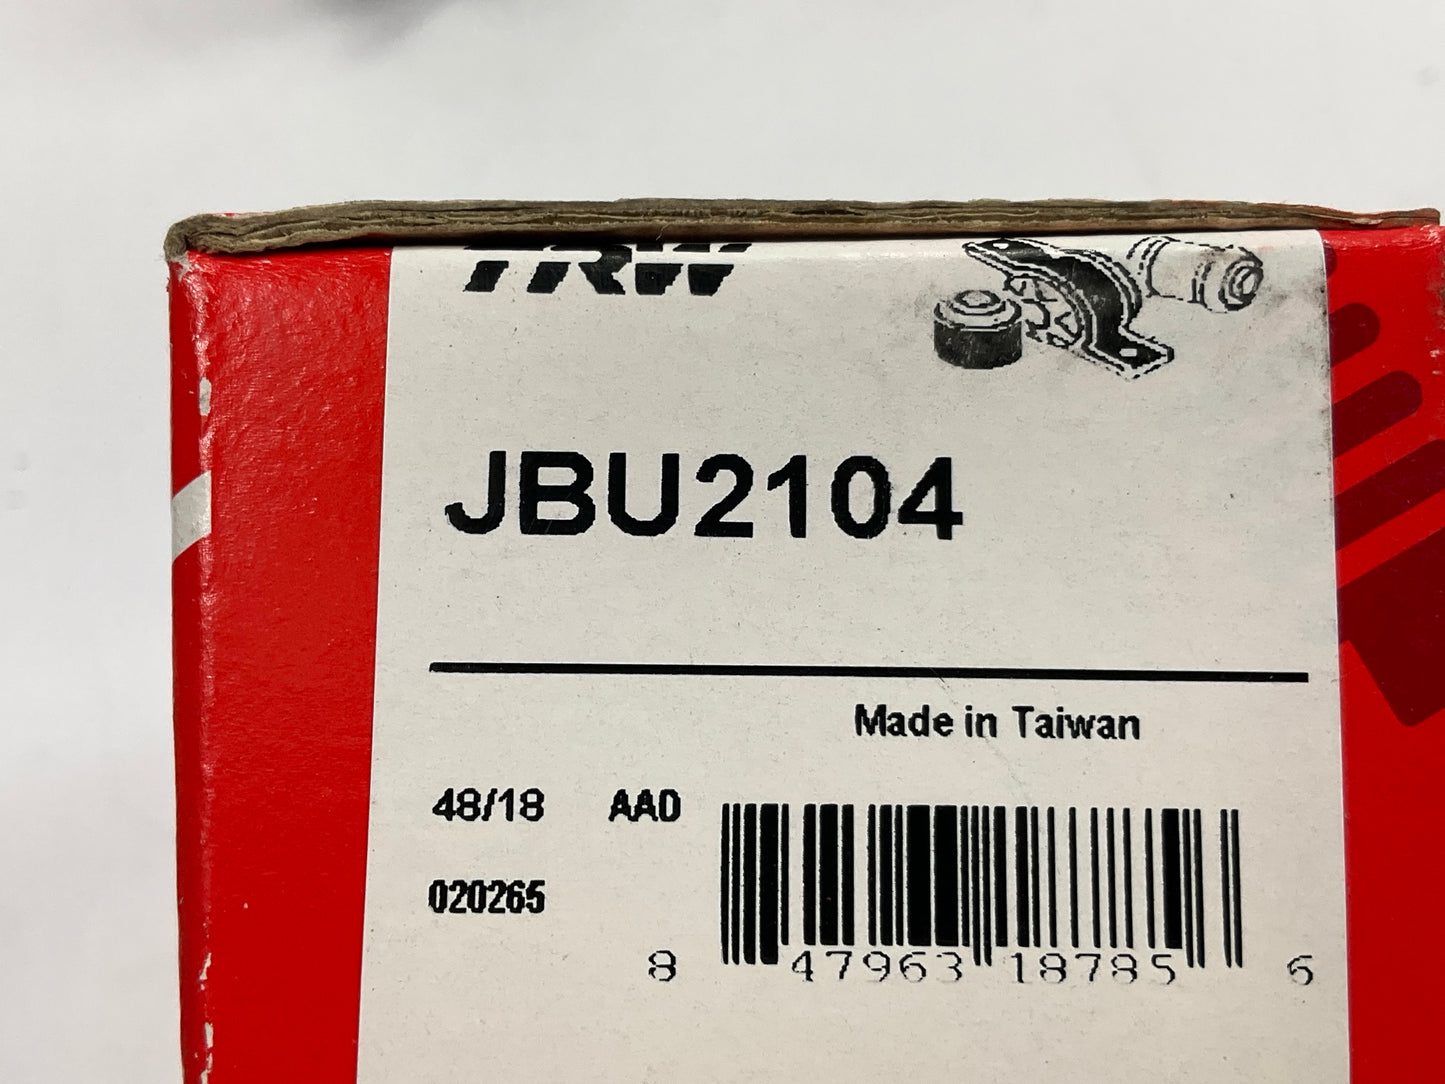 TRW
JBU2104
Made in Taiwan
48/18 AA0
020265
8 47963 18785 6